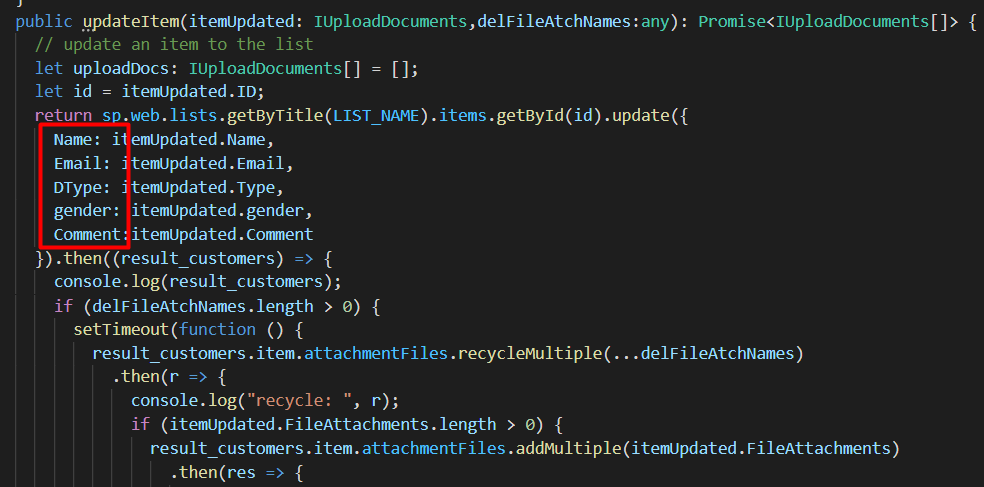 }
public updateItem(itemUpdated: IUploadDocuments,delFileAtchNames:any): Promise<IUploadDocuments[]> {
// update an item to the list
let uploadDocs: IUploadDocuments[] = [];
let id = itemUpdated.ID;
return sp.web.lists.getByTitle(LIST_NAME).items.getById(id).update({
Name: itemUpdated.Name,
Email: itemUpdated.Email,
DType: itemUpdated.Type,
gender: itemUpdated.gender,
Comment:itemUpdated.Comment
}).then((result_customers) => {
console.log(result_customers);
if (delFileAtchNames.length > 0) {
setTimeout(function () {
result_customers.item.attachmentFiles.recycleMultiple(...delFileAtchNames)
.then(r => {
console.log("recycle: ", r);
if (itemUpdated.FileAttachments.length > 0) {
result_customers.item.attachmentFiles.addMultiple(itemUpdated.FileAttachments)
.then(res => {